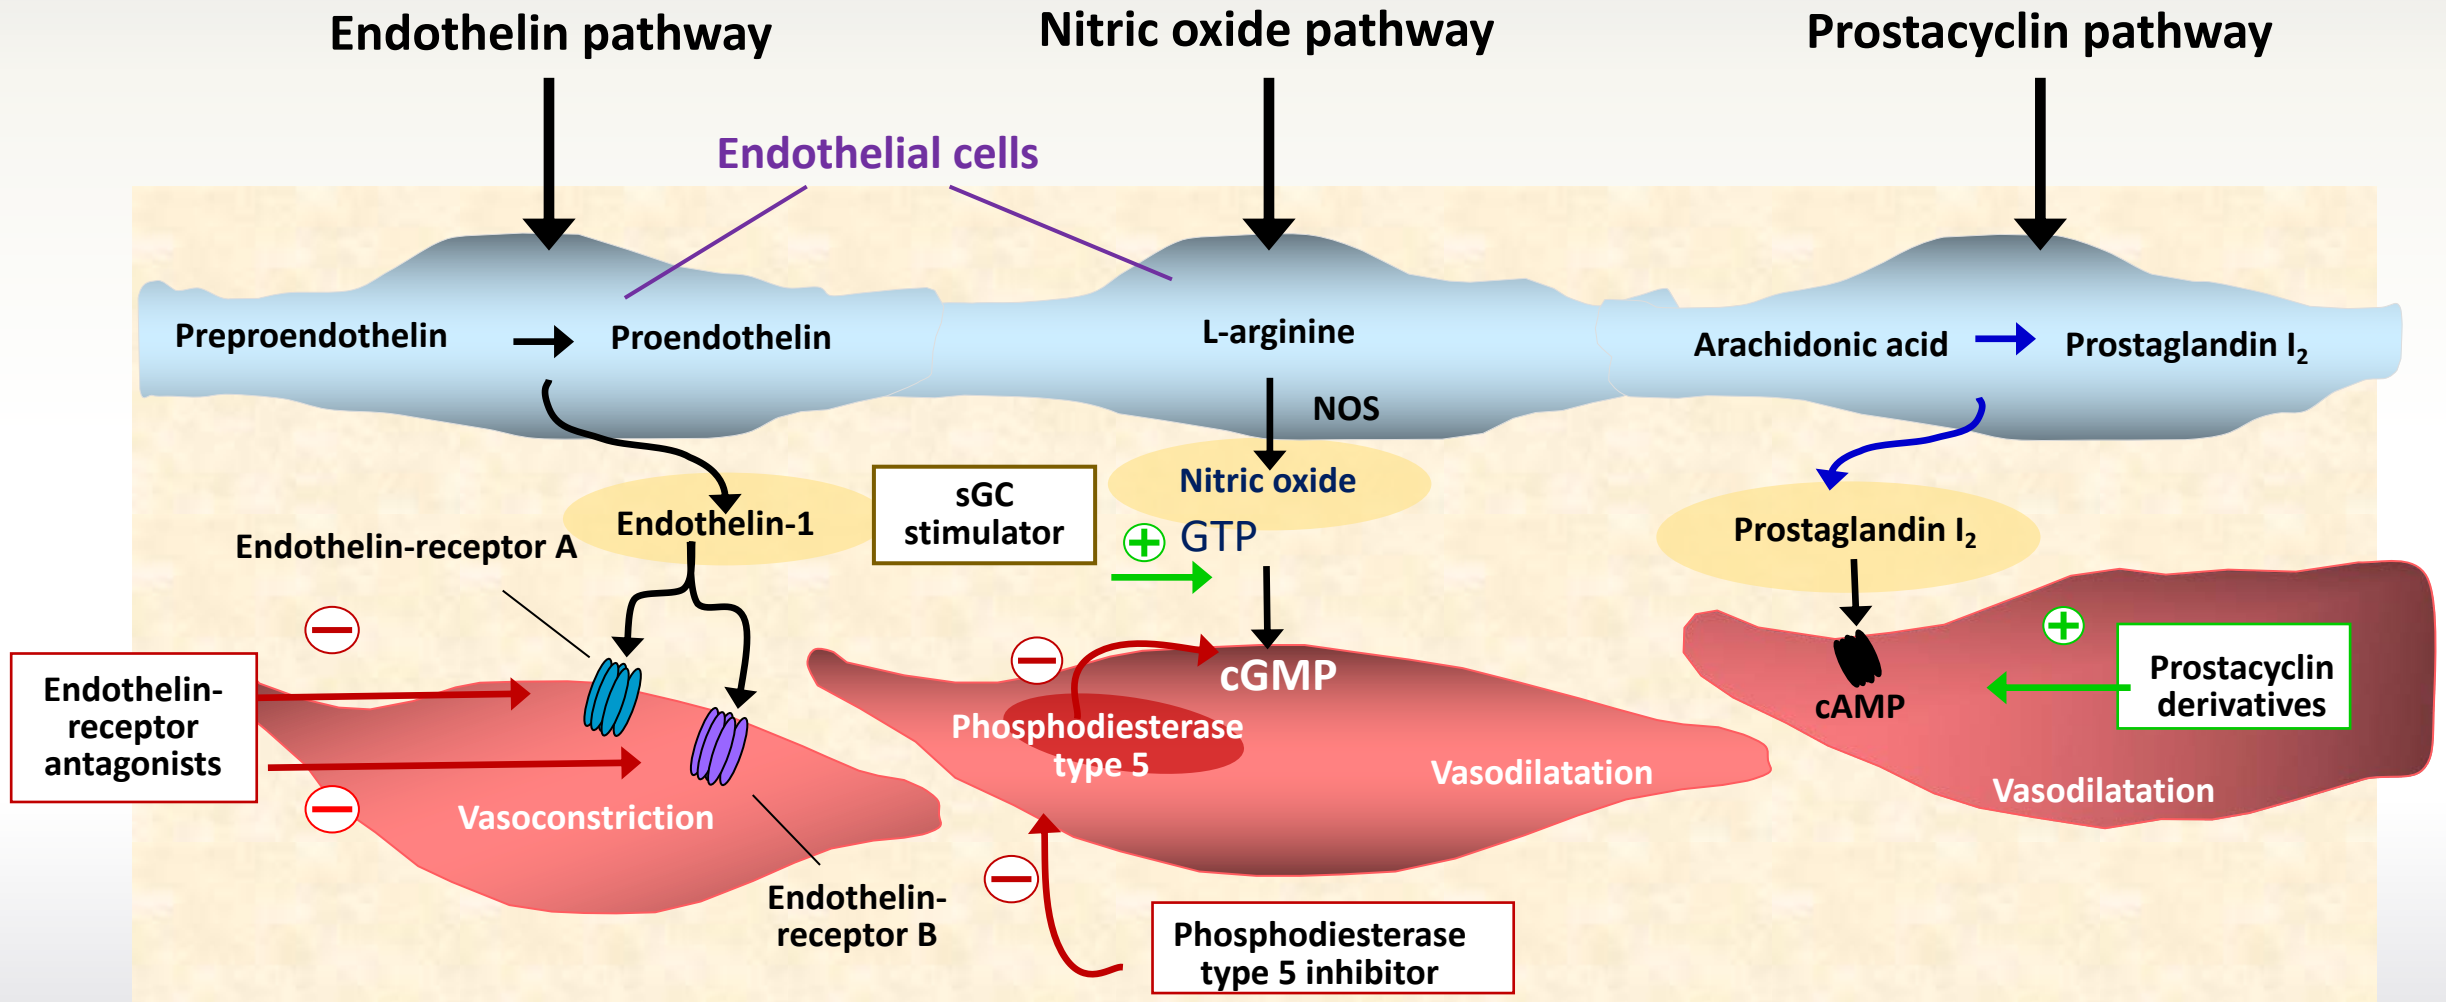 Endothelin pathway
Nitric oxide pathway
Prostacyclin pathway
Endothelial cells
Preproendothelin
Proendothelin
L-arginine
Arachidonic acid
Prostaglandin I₂
NOS
Nitric oxide
sGC
stimulator
GTP
Endothelin-1
Endothelin-receptor A
Prostaglandin I₂
Endothelin-
receptor
antagonists
cGMP
Phosphodiesterase
type 5
Vasodilatation
cAMP
Prostacyclin
derivatives
Vasodilatation
Vasoconstriction
Endothelin-
receptor B
Phosphodiesterase
type 5 inhibitor